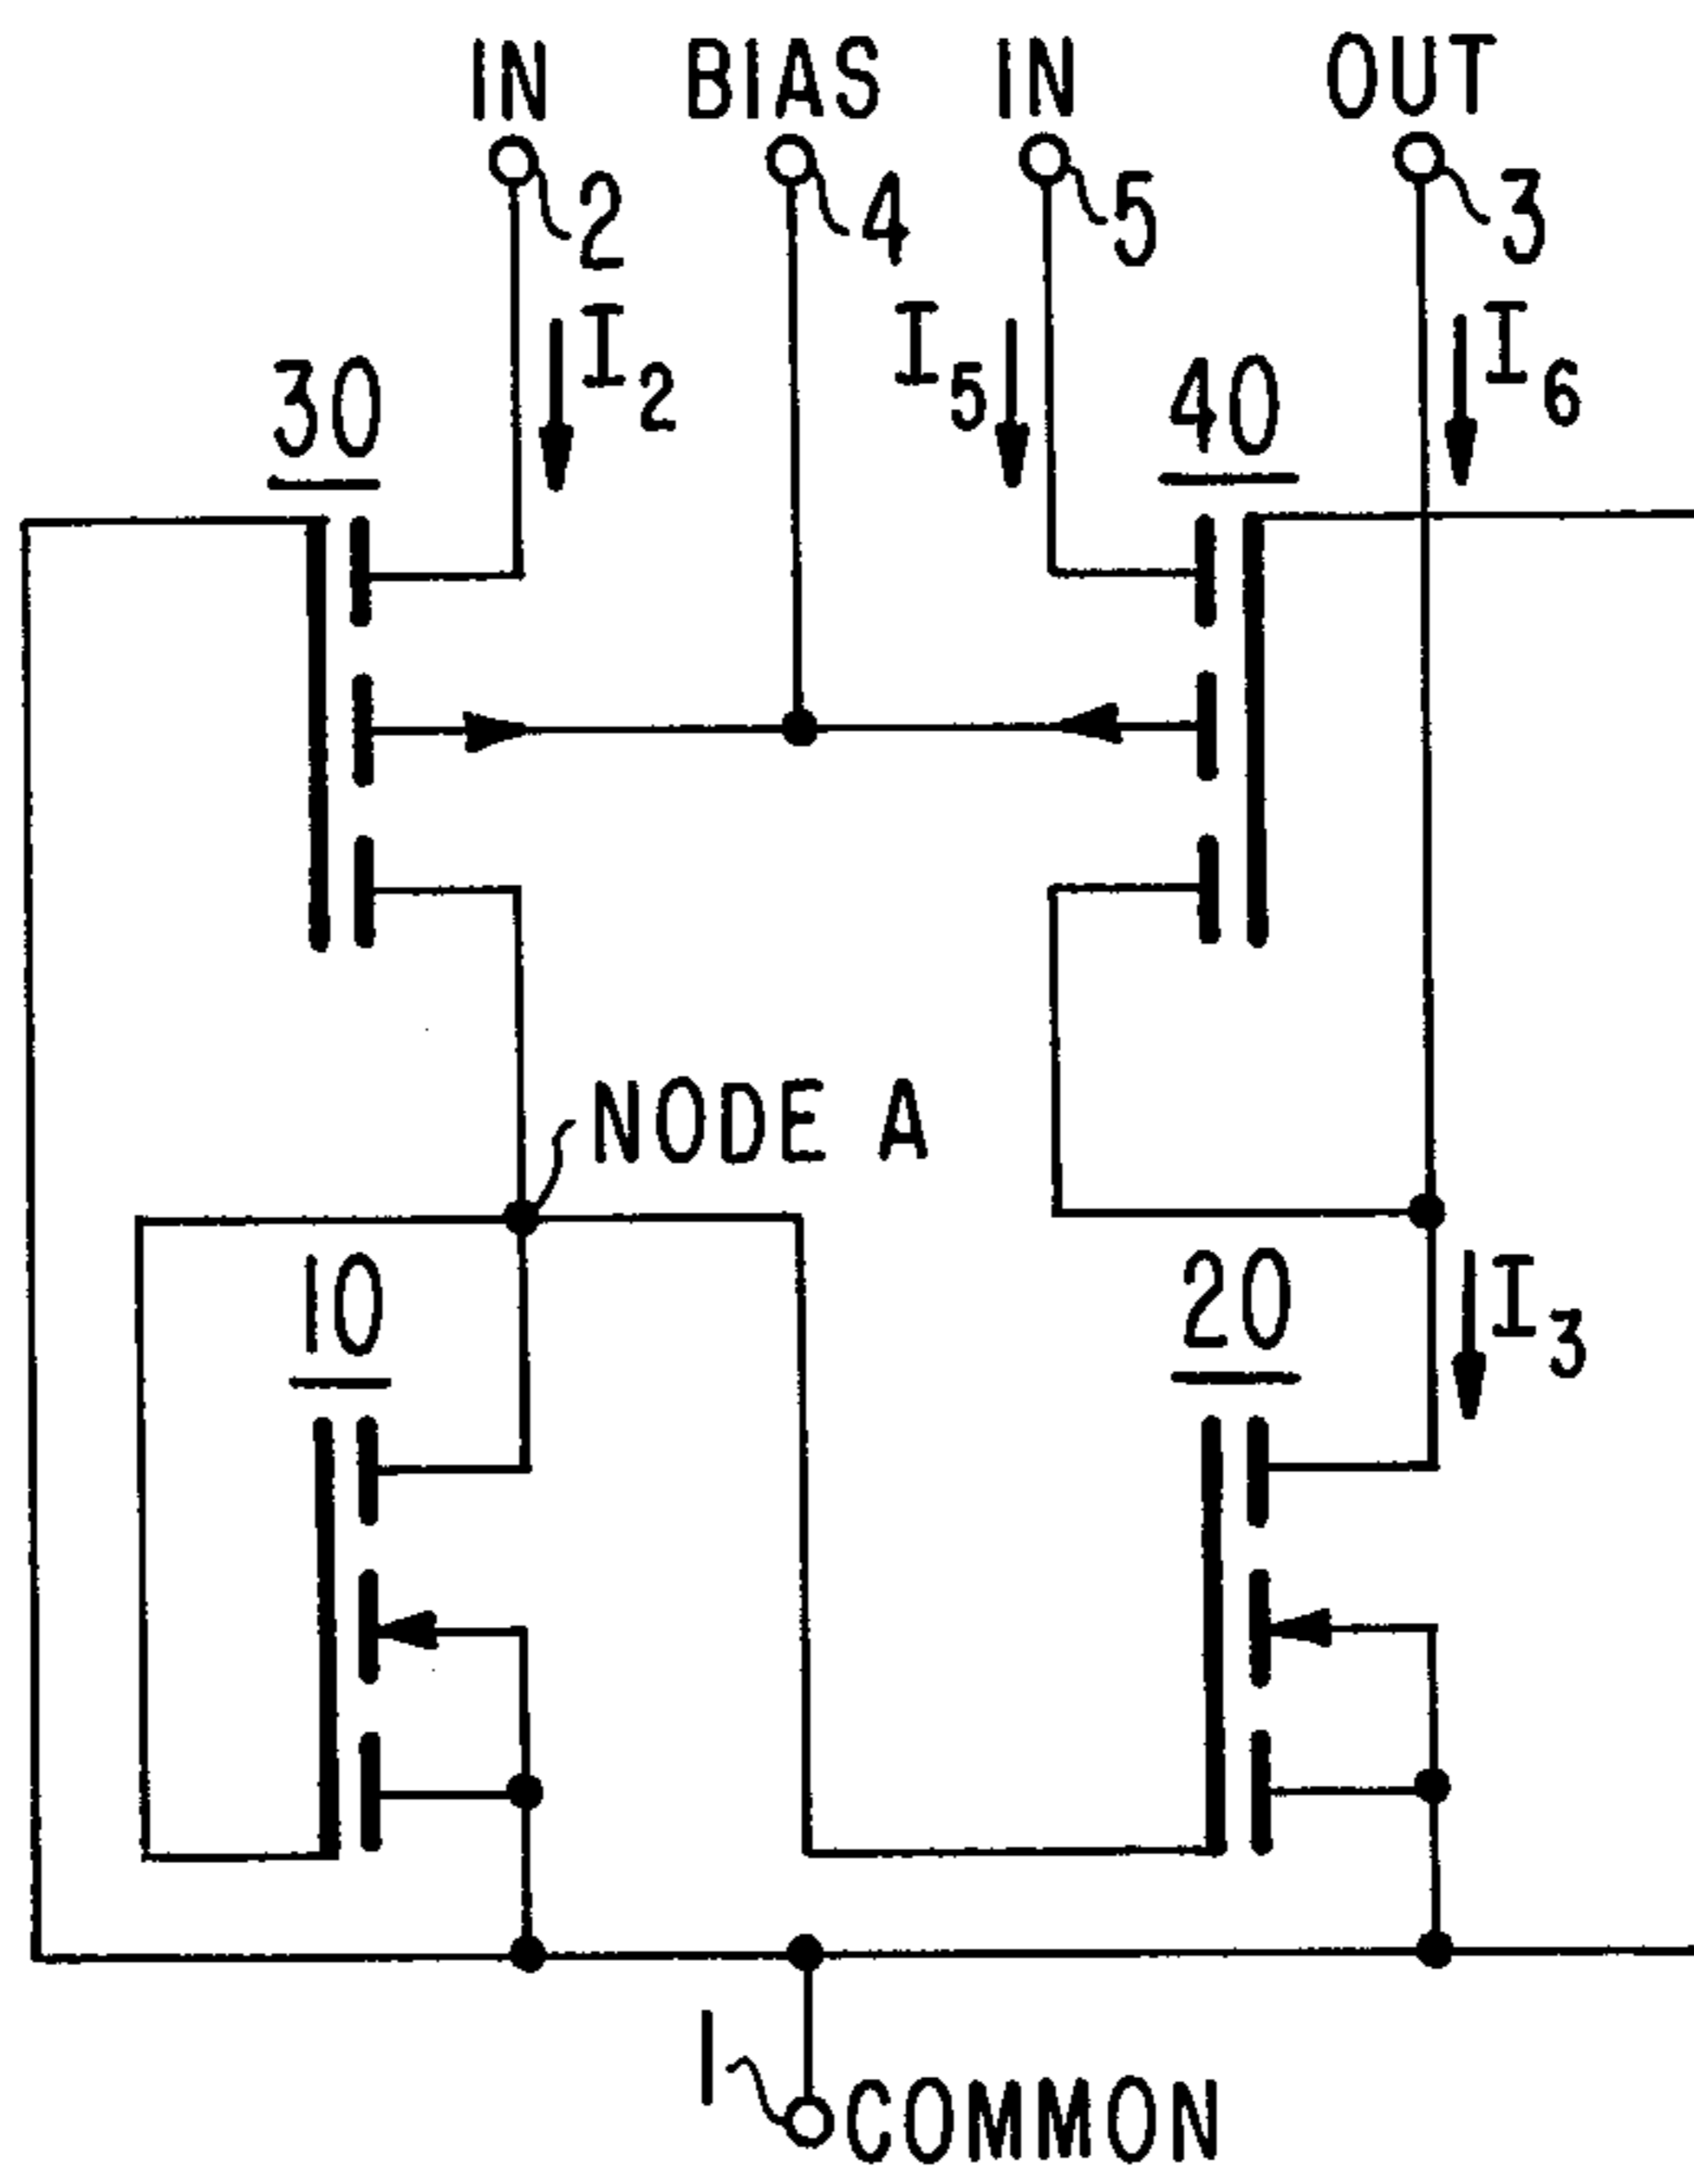 IN BIAS IN OUT
2 4 5 3
I2 I5 I6
30 40
NODE A
10 20
I3
1 COMMON